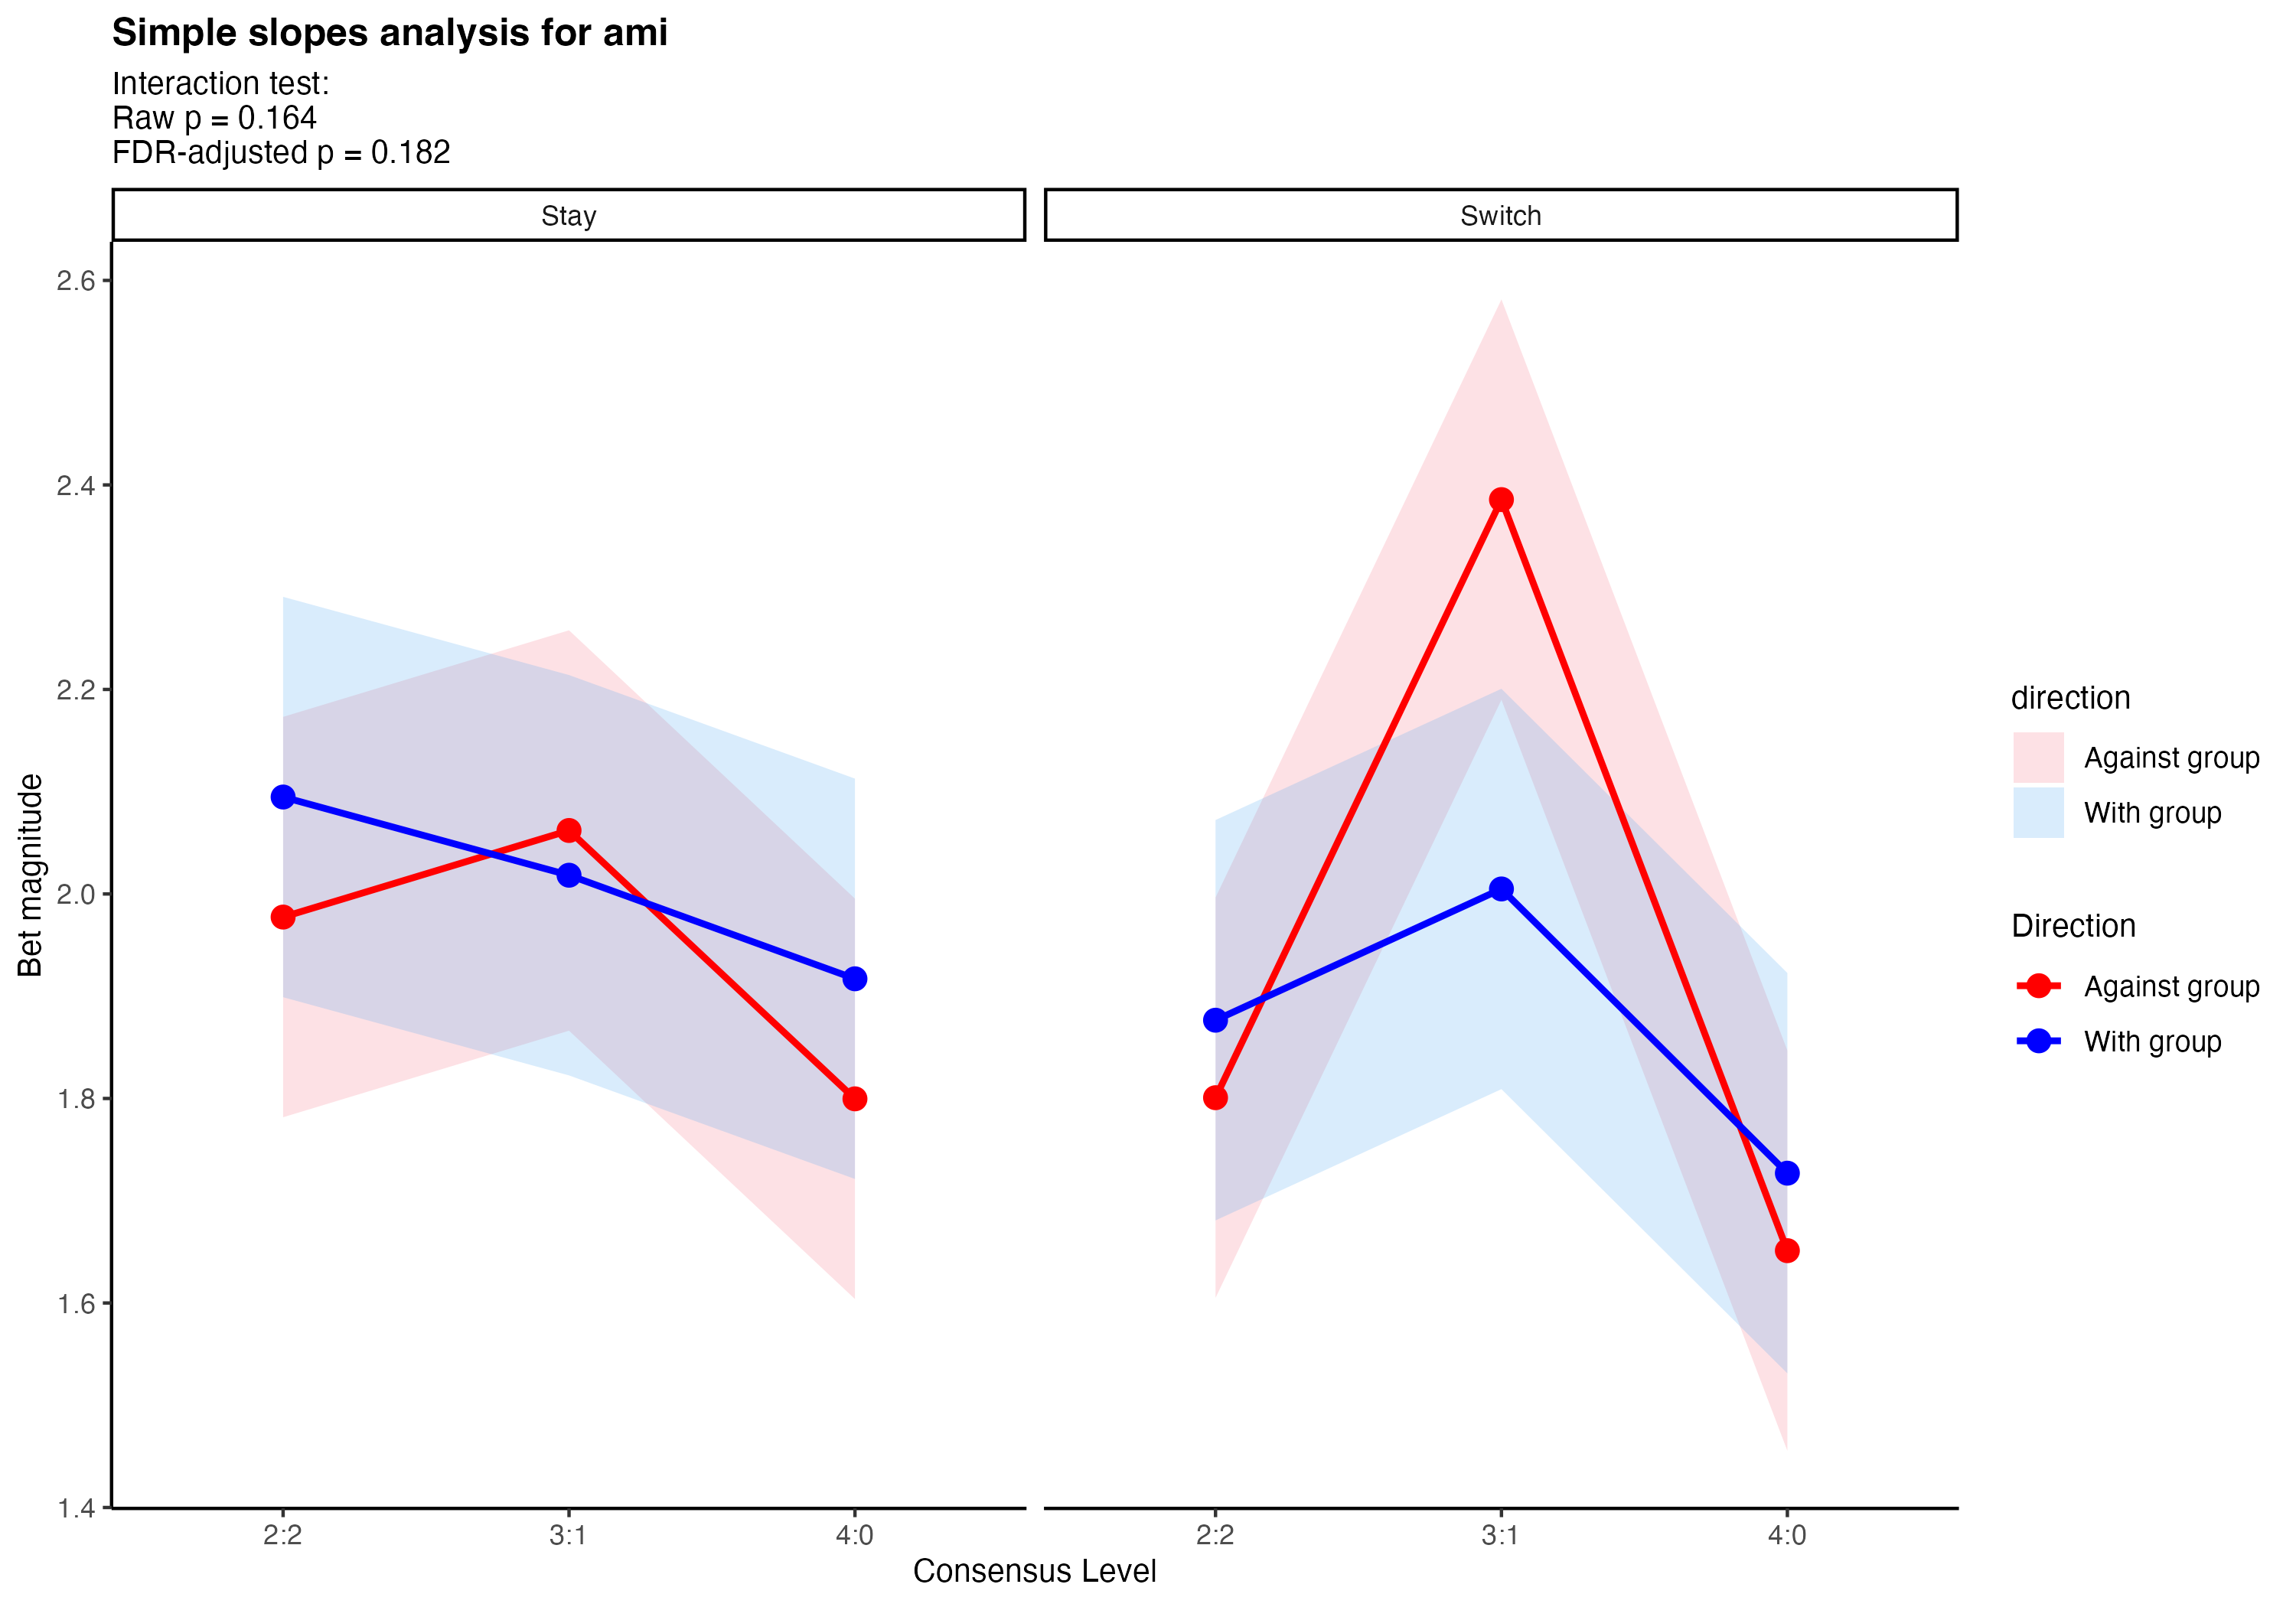 Simple slopes analysis for ami
Interaction test:
Raw p = 0.164
FDR-adjusted p = 0.182
Stay
Switch
2.6
2.4
2.2
2.0
1.8
1.6
1.4
Bet magnitude
2:2
3:1
4:0
2:2
3:1
4:0
Consensus Level
direction
Against group
With group
Direction
Against group
With group